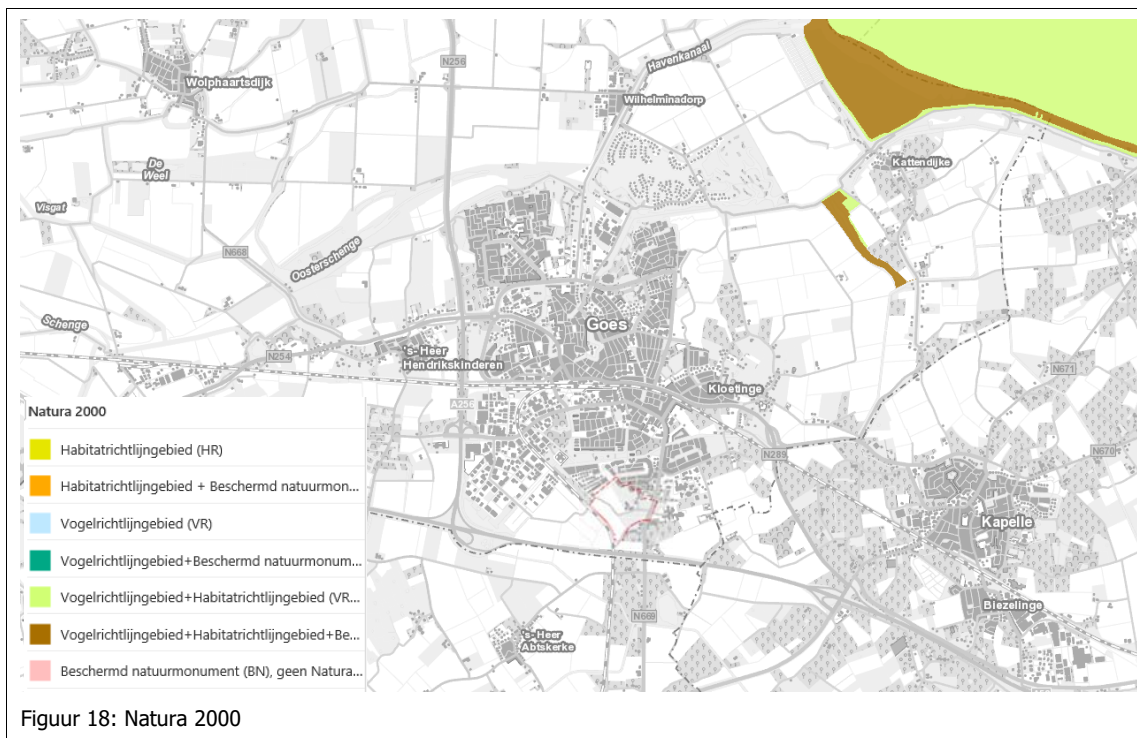 Wolphaartsdijk
N256
Havenkanaal
Wilhelminadorp
De
Weel
Kattendijke
Visgat
N668
Oosterschenge
Schenge
Goes
's- Heer
Hendrikskinderen
N254
Kloetinge
N671
A256
Natura 2000
Habitatrichtlijngebied (HR)
Habitatrichtlijngebied + Beschermd natuurmon...
Vogelrichtlijngebied (VR)
Vogelrichtlijngebied+Beschermd natuurmonum...
Vogelrichtlijngebied+Habitatrichtlijngebied (VR...
Vogelrichtlijngebied+Habitatrichtlijngebied+Be...
Beschermd natuurmonument (BN), geen Natura...
N289
N670
Kapelle
Biezelinge
N669
's- Heer
Abtskerke
Figuur 18: Natura 2000